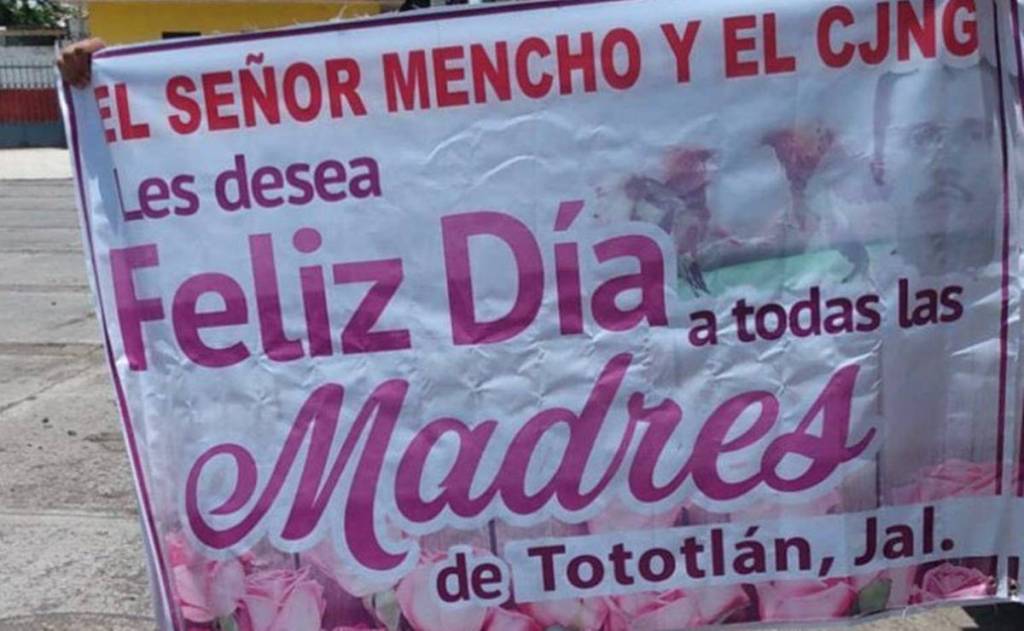 EL SEÑOR MENCHO Y EL CJNG
Les desea
Feliz Día
a todas las
Madres
de Tototlán, Jal.